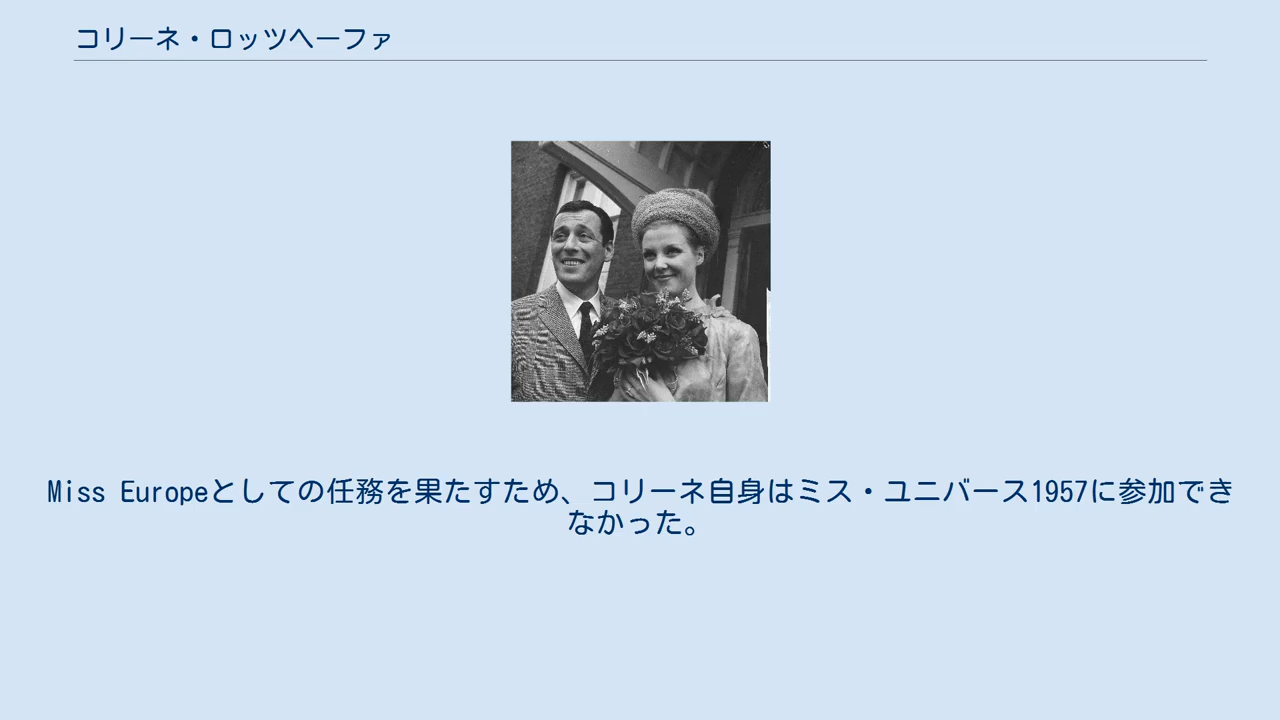 コリーネ・ロッツヘーファ
Miss Europeとしての任務を果たすため、コリーネ自身はミス・ユニバース1957に参加でき
なかった。